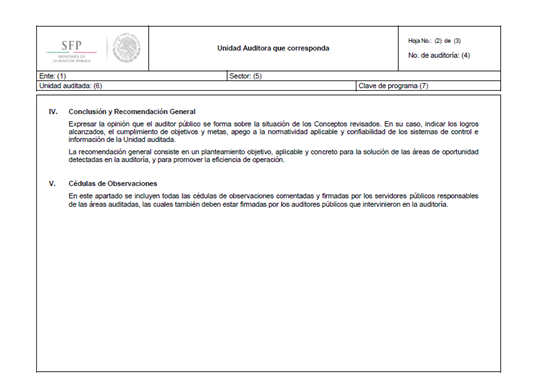 SFP
SECRETARÍA DE
LA FUNCIÓN PÚBLICA
Unidad Auditora que corresponda
Hoja No.: (2) de (3)
No. de auditoría: (4)
Ente: (1)
Sector: (5)
Unidad auditada: (6)
Clave de programa (7)
IV. Conclusión y Recomendación General
Expresar la opinión que el auditor público se forma sobre la situación de los Conceptos revisados. En su caso, indicar los logros
alcanzados, el cumplimiento de objetivos y metas, apego a la normatividad aplicable y confiabilidad de los sistemas de control e
información de la Unidad auditada.
La recomendación general consiste en un planteamiento objetivo, aplicable y concreto para la solución de las áreas de oportunidad
detectadas en la auditoría, y para promover la eficiencia de operación.
V. Cédulas de Observaciones
En este apartado se incluyen todas las cédulas de observaciones comentadas y firmadas por los servidores públicos responsables
de las áreas auditadas, las cuales también deben estar firmadas por los auditores públicos que intervinieron en la auditoría.